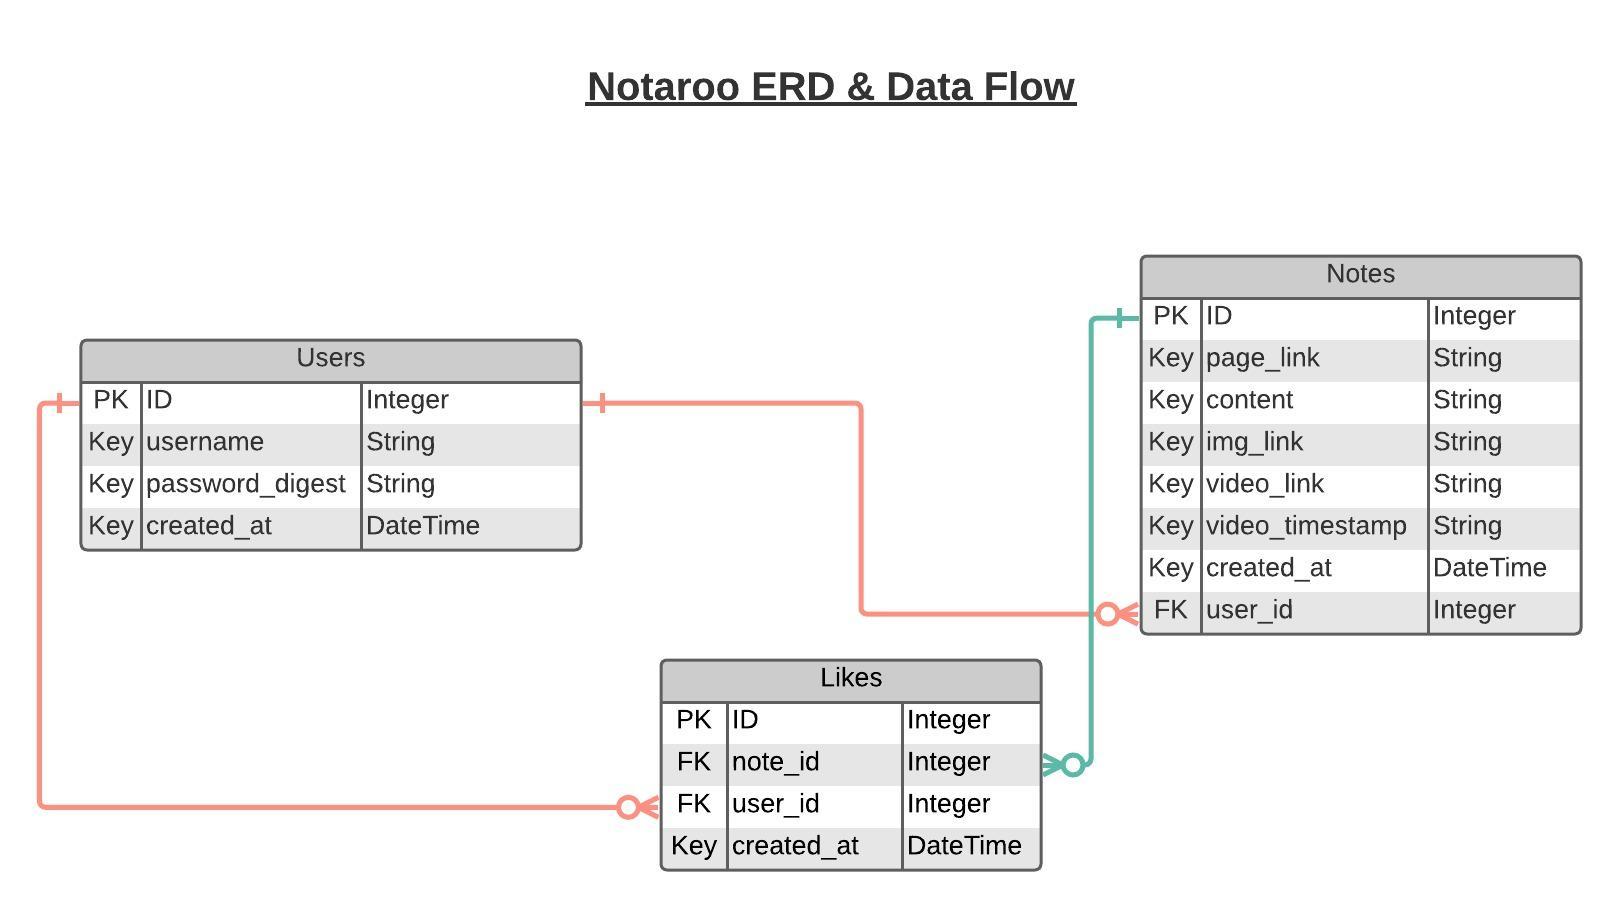 Notaroo ERD & Data Flow
Users
PK ID Integer
Key username String
Key password_digest String
Key created_at DateTime
Notes
PK ID Integer
Key page_link String
Key content String
Key img_link String
Key video_link String
Key video_timestamp String
Key created_at DateTime
FK user_id Integer
Likes
PK ID Integer
FK note_id Integer
FK user_id Integer
Key created_at DateTime